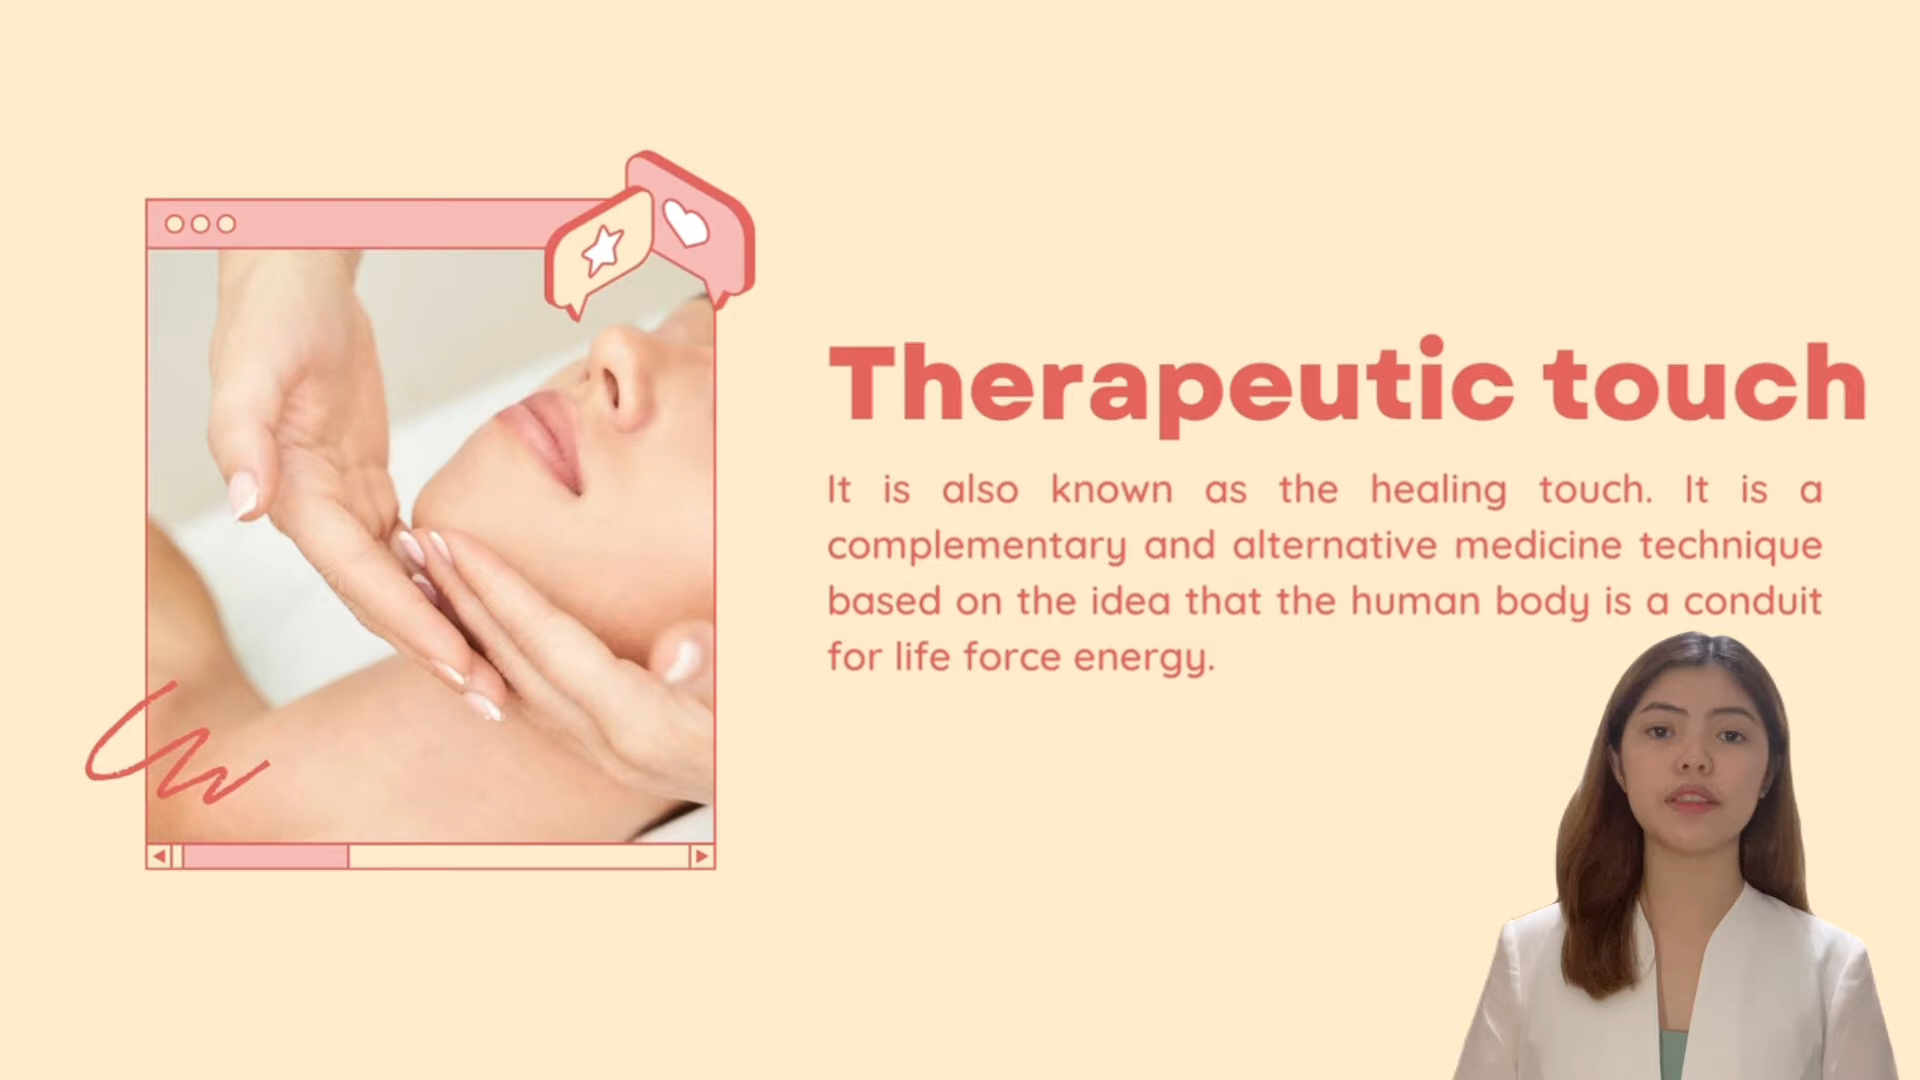 Therapeutic touch
It is also known as the healing touch. It is a
complementary and alternative medicine technique
based on the idea that the human body is a conduit
for life force energy.